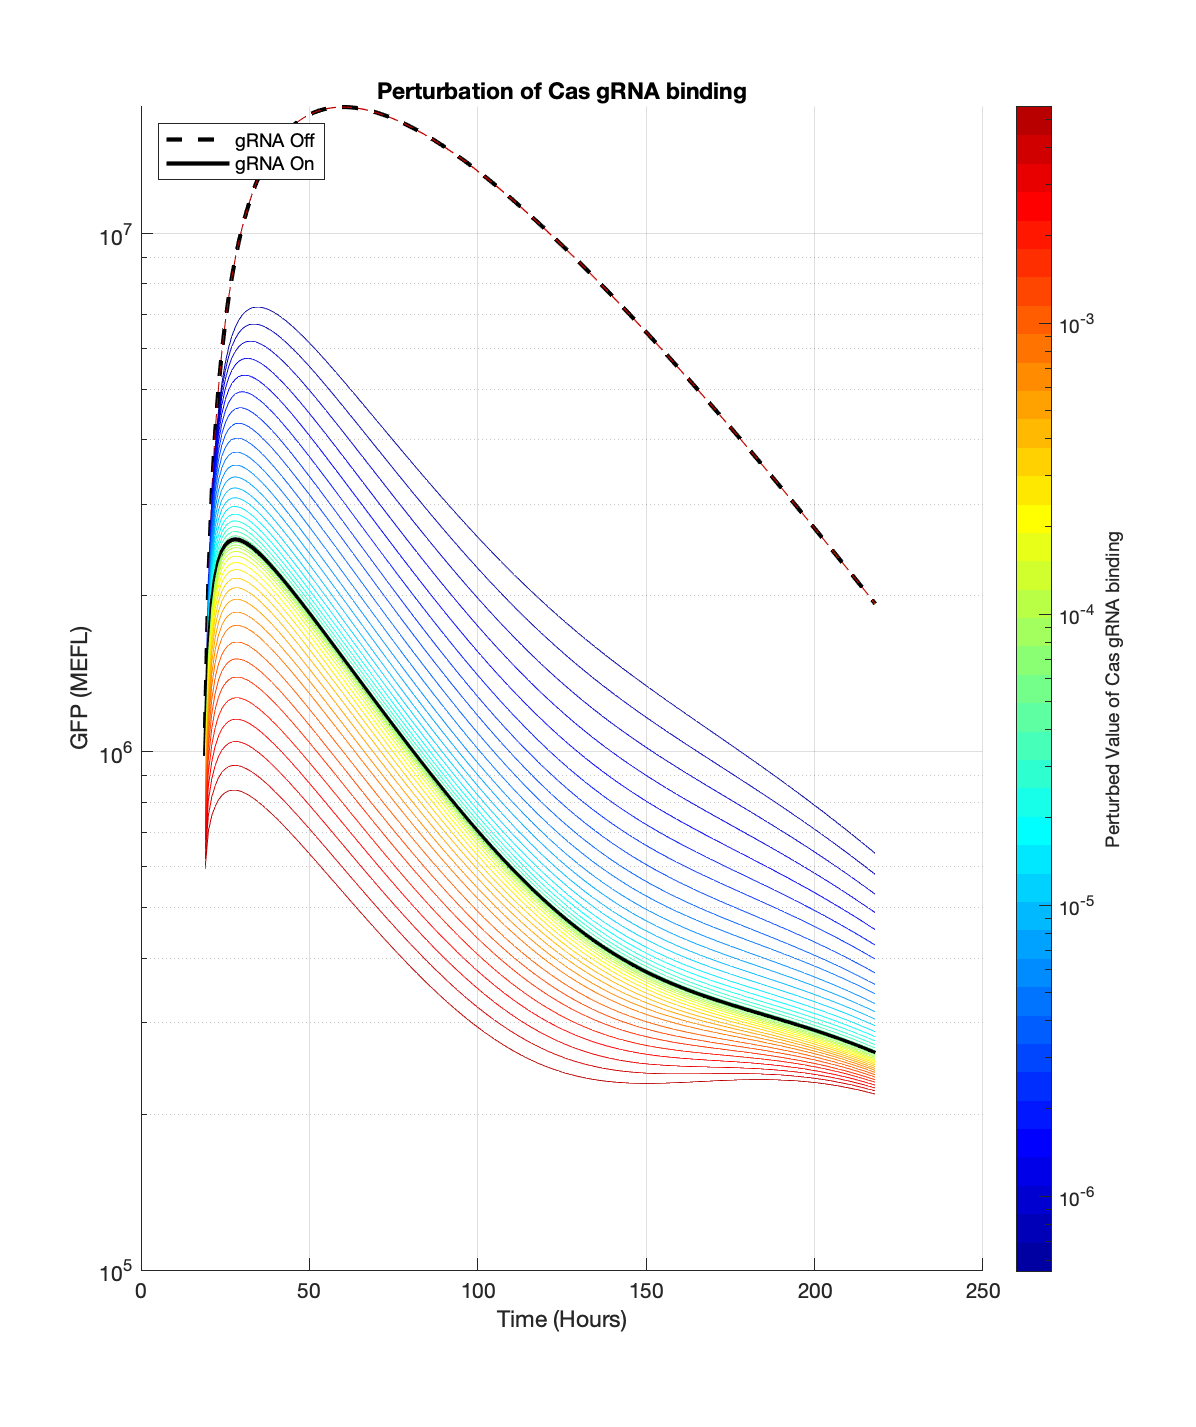 Perturbation of Cas gRNA binding
gRNA Off
gRNA On
10^7
10^6
10^5
GFP (MEFL)
0 50 100 150 200 250
Time (Hours)
10^-3
10^-4
10^-5
10^-6
Perturbed Value of Cas gRNA binding